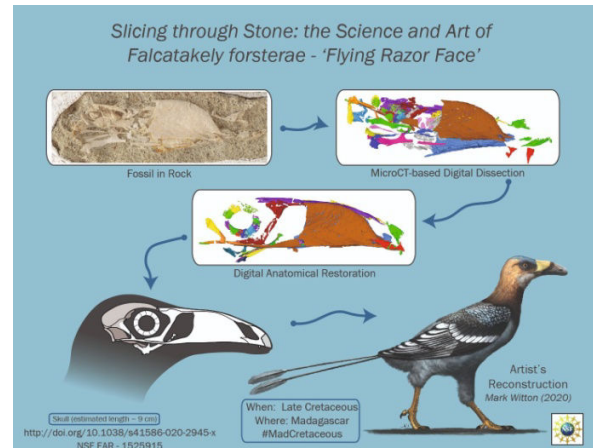 Slicing through Stone: the Science and Art of
Falcatakely forsterae - ‘Flying Razor Face’
Fossil in Rock
MicroCT-based Digital Dissection
Digital Anatomical Restoration
Artist´s
Reconstruction
Mark Witton (2020)
Skull (estimated length ~ 9 cm)
http://doi.org/10.1038/s41586-020-2945-x
NSF EAR - 1525915
When: Late Cretaceous
Where: Madagascar
#MadCretaceous